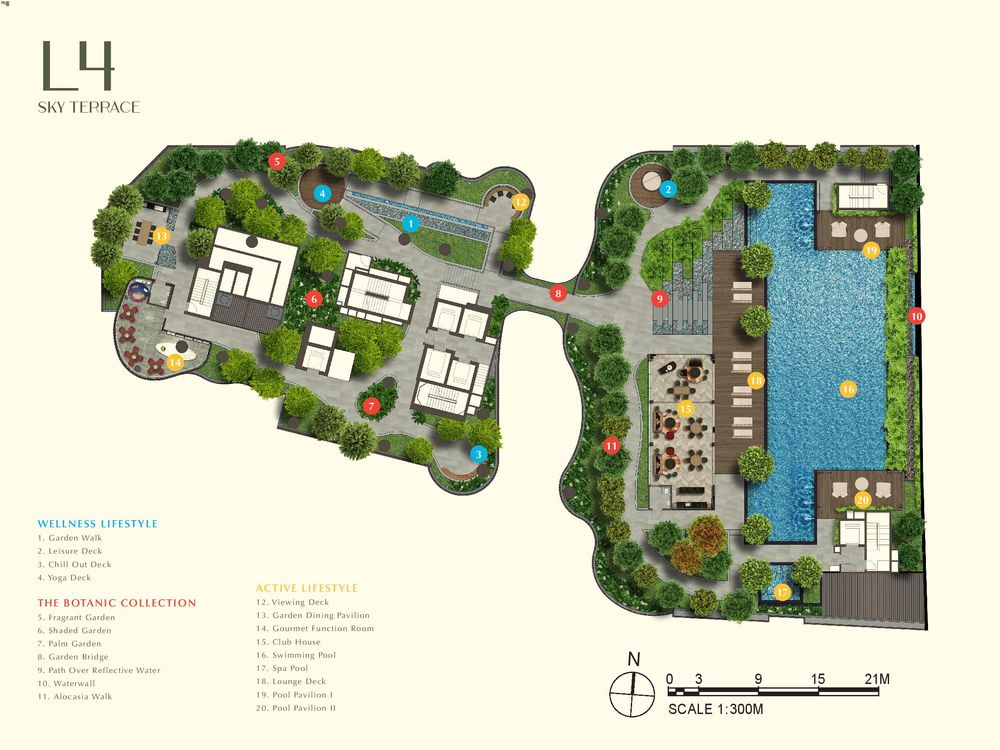 L4
SKY TERRACE
5
4
12
2
1
13
19
6
8
9
10
14
18
16
7
15
3
11
20
17
WELLNESS LIFESTYLE
1. Garden Walk
2. Leisure Deck
3. Chill Out Deck
4. Yoga Deck
THE BOTANIC COLLECTION
5. Fragrant Garden
6. Shaded Garden
7. Palm Garden
8. Garden Bridge
9. Path Over Reflective Water
10. Waterwall
11. Alocasia Walk
ACTIVE LIFESTYLE
12. Viewing Deck
13. Garden Dining Pavilion
14. Gourmet Function Room
15. Club House
16. Swimming Pool
17. Spa Pool
18. Lounge Deck
19. Pool Pavilion I
20. Pool Pavilion II
N
0 3 9 15 21M
SCALE 1:300M